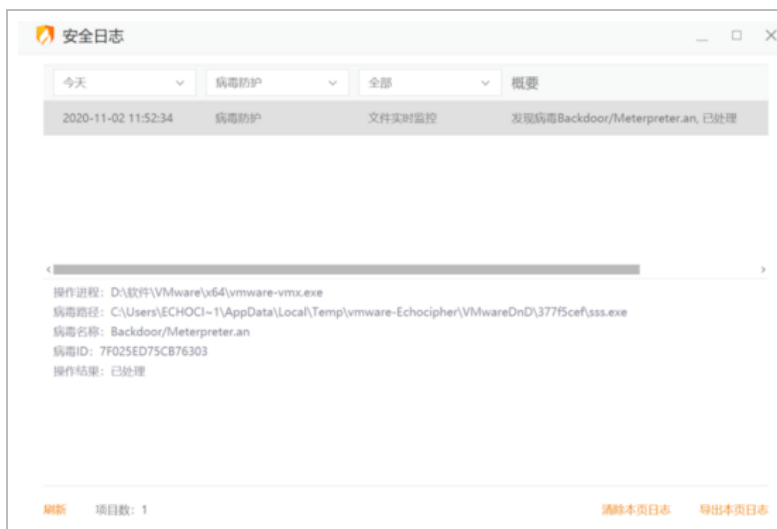 安全日志
今天 病毒防护 全部 概要
2020-11-02 11:52:34 病毒防护 文件实时监控 发现病毒Backdoor/Meterpreter.an, 已处理
操作进程：D:\软件\VMware\x64\vmware-vmx.exe
病毒路径：C:\Users\ECHOCI~1\AppData\Local\Temp\vmware-Echocipher\VMwareDnD\377f5cef\sss.exe
病毒名称：Backdoor/Meterpreter.an
病毒ID：7F025ED75CB76303
操作结果：已处理
刷新 项目数：1 清除本页日志 导出本页日志